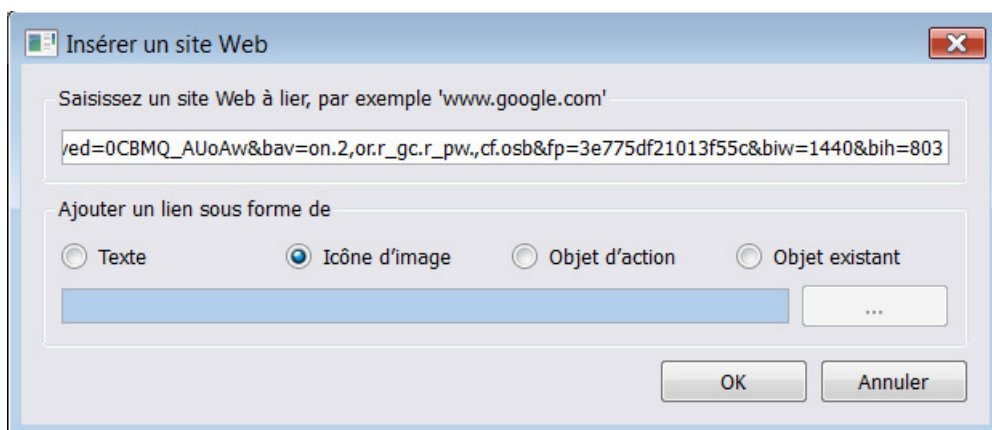 Insérer un site Web
Saisissez un site Web à lier, par exemple 'www.google.com'
ved=0CBMQ_AUoAw&bav=on.2,or.r_gc.r_pw.,cf.osb&fp=3e775df21013f55c&biw=1440&bih=803
Ajouter un lien sous forme de
Texte Icône d’image Objet d’action Objet existant
...
OK Annuler